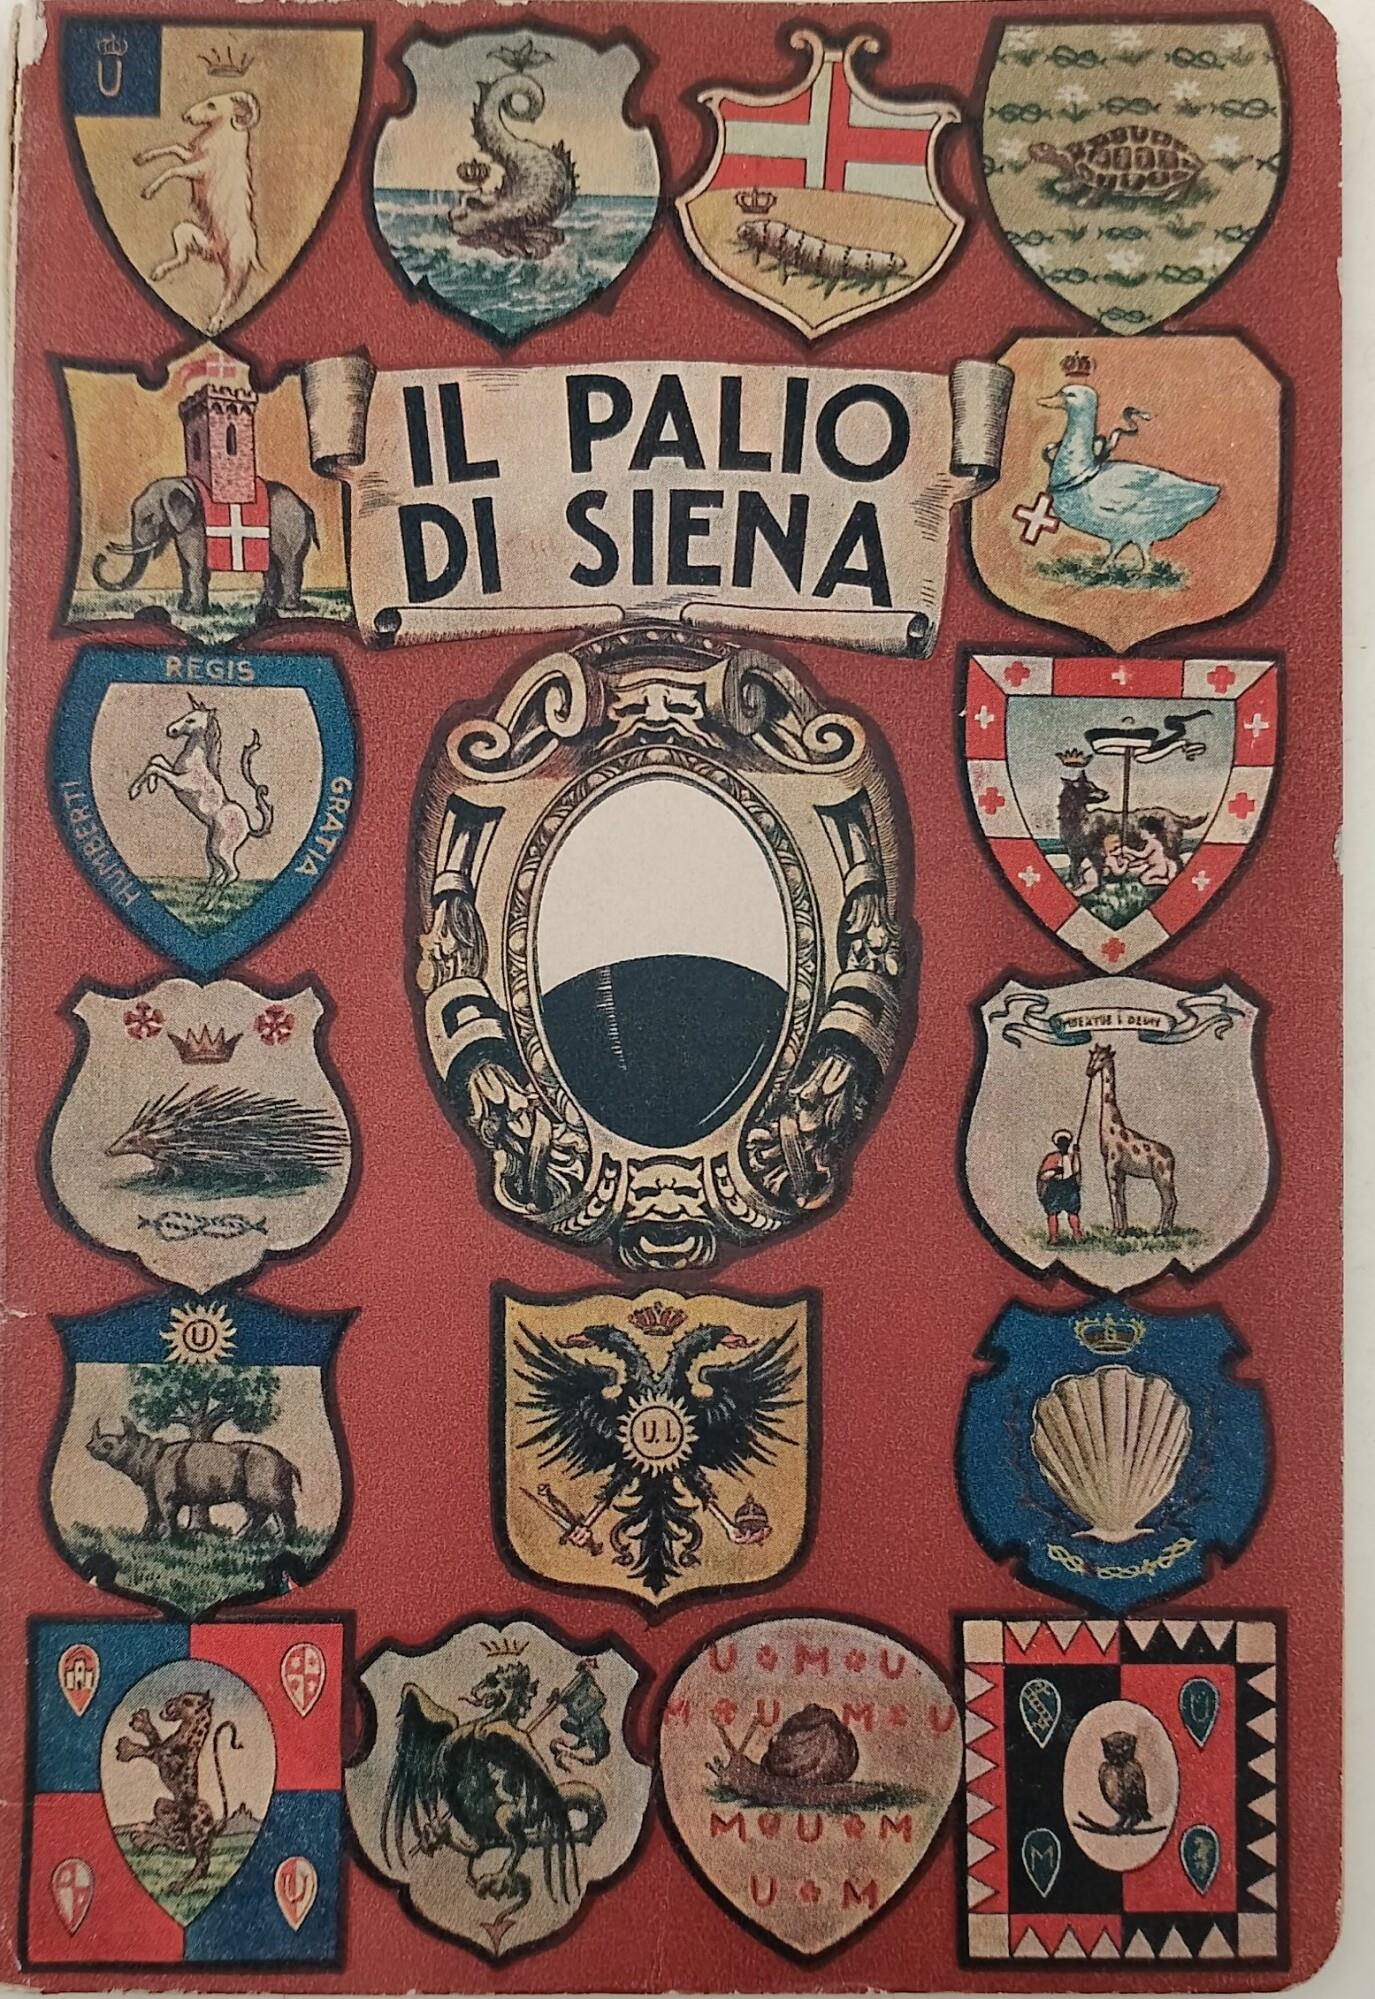 U
IL PALIO
DI SIENA
REGIS
HUMBERTI
GRATIA
U
U. I.
U M U
M U M U
M U M
U M
U
U
M